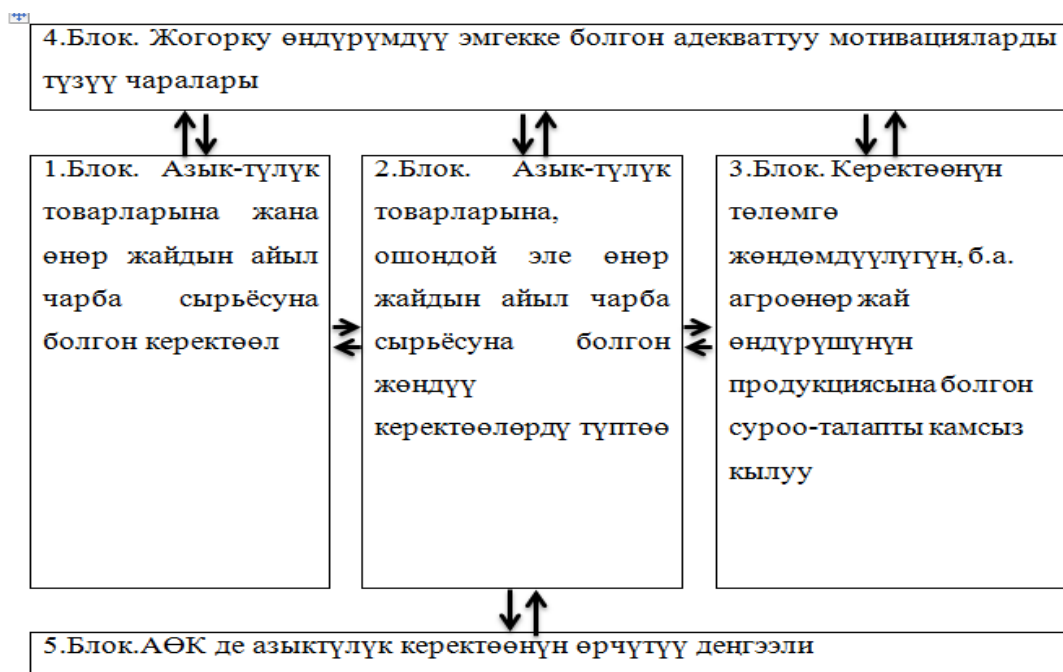 4.Блок. Жогорку өндүрүмдүү эмгекке болгон адекваттуу мотивацияларды
түзүү чаралары
1.Блок. Азык-түлүк
товарларына жана
өнөр жайдын айыл
чарба сырьёсуна
болгон керектөөл
2.Блок. Азык-түлүк
товарларына,
ошондой эле өнөр
жайдын айыл чарба
сырьёсуна болгон
жөндүү
керектөөлөрдү түптөө
3.Блок. Керектөөнүн
төлөмгө
жөндөмдүүлүгүн, б.а.
агроөнөр жай
өндүрүшүнүн
продукциясына болгон
суроо-талапты камсыз
кылуу
5.Блок.АӨК де азыктүлүк керектөөнүн өрчүтүү деңгээли